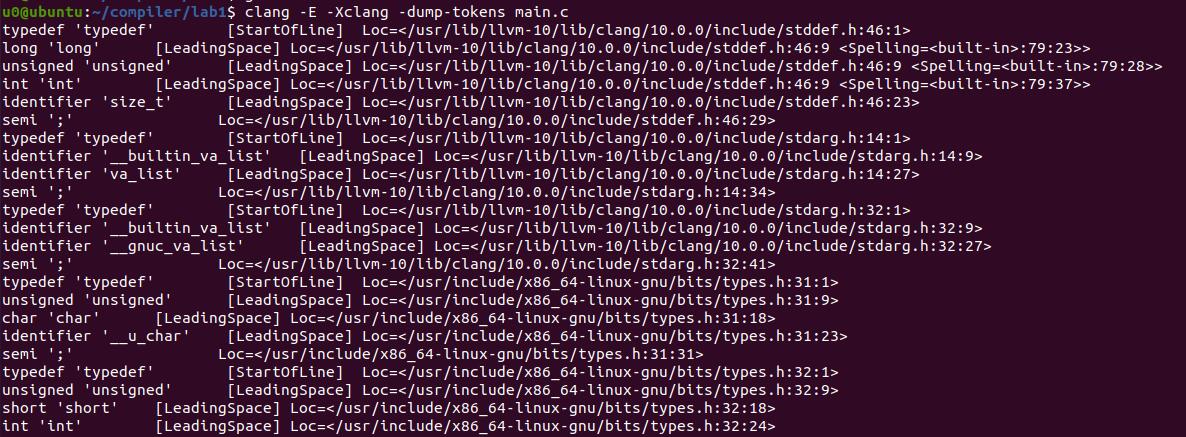 u0@ubuntu:~/compiler/lab1$ clang -E -Xclang -dump-tokens main.c
typedef 'typedef'        [StartOfLine]  Loc=</usr/lib/llvm-10/lib/clang/10.0.0/include/stddef.h:46:1>
long 'long'      [LeadingSpace] Loc=</usr/lib/llvm-10/lib/clang/10.0.0/include/stddef.h:46:9 <Spelling=<built-in>:79:23>>
unsigned 'unsigned'      [LeadingSpace] Loc=</usr/lib/llvm-10/lib/clang/10.0.0/include/stddef.h:46:9 <Spelling=<built-in>:79:28>>
int 'int'        [LeadingSpace] Loc=</usr/lib/llvm-10/lib/clang/10.0.0/include/stddef.h:46:9 <Spelling=<built-in>:79:37>>
identifier 'size_t'      [LeadingSpace] Loc=</usr/lib/llvm-10/lib/clang/10.0.0/include/stddef.h:46:23>
semi ';'                Loc=</usr/lib/llvm-10/lib/clang/10.0.0/include/stddef.h:46:29>
typedef 'typedef'        [StartOfLine]  Loc=</usr/lib/llvm-10/lib/clang/10.0.0/include/stdarg.h:14:1>
identifier '__builtin_va_list'   [LeadingSpace] Loc=</usr/lib/llvm-10/lib/clang/10.0.0/include/stdarg.h:14:9>
identifier 'va_list'     [LeadingSpace] Loc=</usr/lib/llvm-10/lib/clang/10.0.0/include/stdarg.h:14:27>
semi ';'                Loc=</usr/lib/llvm-10/lib/clang/10.0.0/include/stdarg.h:14:34>
typedef 'typedef'        [StartOfLine]  Loc=</usr/lib/llvm-10/lib/clang/10.0.0/include/stdarg.h:32:1>
identifier '__builtin_va_list'   [LeadingSpace] Loc=</usr/lib/llvm-10/lib/clang/10.0.0/include/stdarg.h:32:9>
identifier '__gnuc_va_list'      [LeadingSpace] Loc=</usr/lib/llvm-10/lib/clang/10.0.0/include/stdarg.h:32:27>
semi ';'                Loc=</usr/lib/llvm-10/lib/clang/10.0.0/include/stdarg.h:32:41>
typedef 'typedef'        [StartOfLine]  Loc=</usr/include/x86_64-linux-gnu/bits/types.h:31:1>
unsigned 'unsigned'      [LeadingSpace] Loc=</usr/include/x86_64-linux-gnu/bits/types.h:31:9>
char 'char'      [LeadingSpace] Loc=</usr/include/x86_64-linux-gnu/bits/types.h:31:18>
identifier '__u_char'    [LeadingSpace] Loc=</usr/include/x86_64-linux-gnu/bits/types.h:31:23>
semi ';'                Loc=</usr/include/x86_64-linux-gnu/bits/types.h:31:31>
typedef 'typedef'        [StartOfLine]  Loc=</usr/include/x86_64-linux-gnu/bits/types.h:32:1>
unsigned 'unsigned'      [LeadingSpace] Loc=</usr/include/x86_64-linux-gnu/bits/types.h:32:9>
short 'short'    [LeadingSpace] Loc=</usr/include/x86_64-linux-gnu/bits/types.h:32:18>
int 'int'        [LeadingSpace] Loc=</usr/include/x86_64-linux-gnu/bits/types.h:32:24>